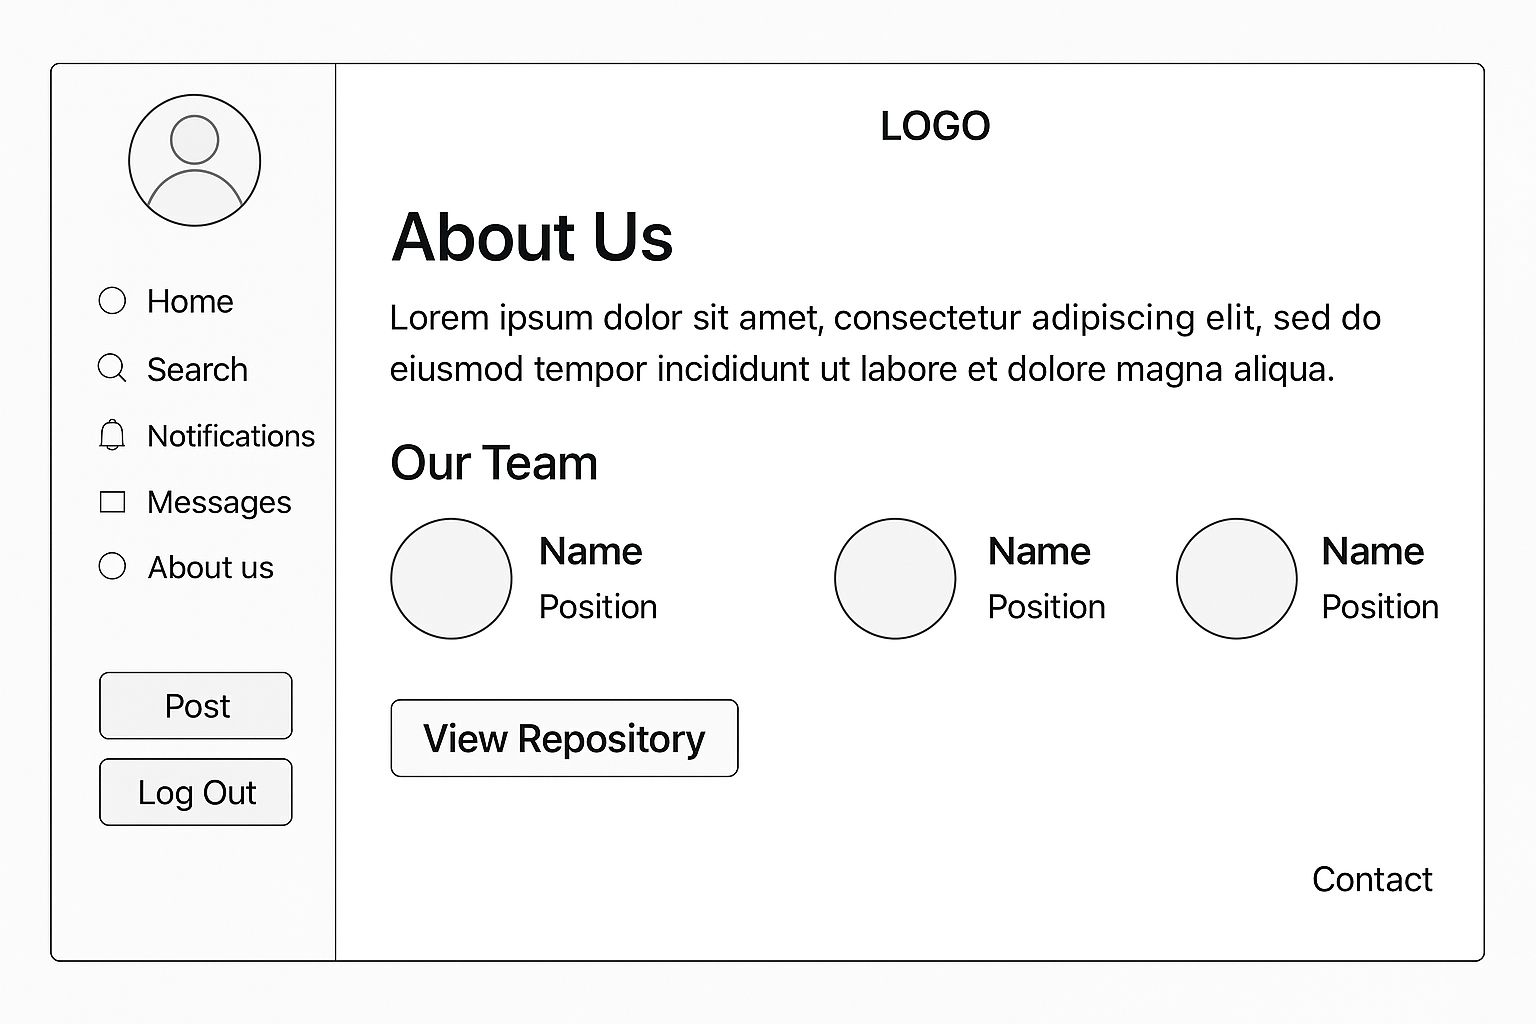 Home
Search
Notifications
Messages
About us
Post
Log Out
LOGO
About Us
Lorem ipsum dolor sit amet, consectetur adipiscing elit, sed do
eiusmod tempor incididunt ut labore et dolore magna aliqua.
Our Team
Name
Position
Name
Position
Name
Position
View Repository
Contact